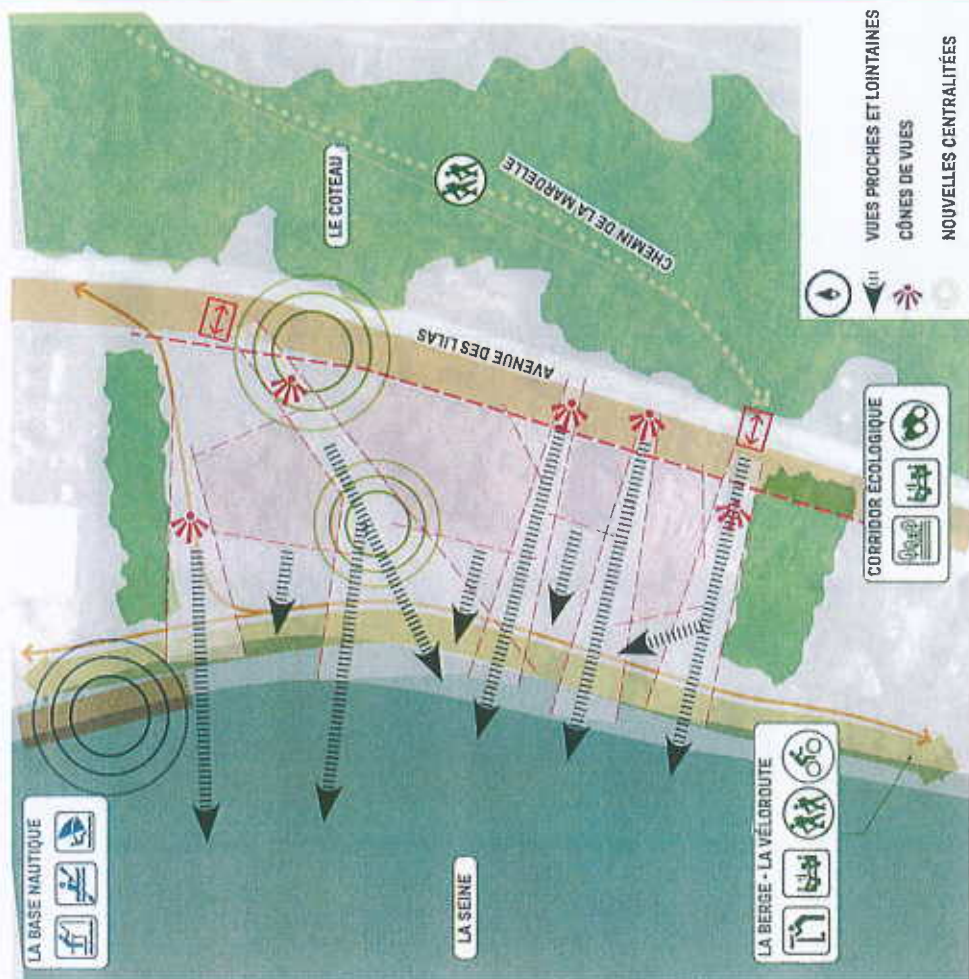 LA BASE NAUTIQUE
LE COTEAU
CHEMIN DE LA MARDELLE
AVENUE DES LILAS
LA SEINE
LA BERGE - LA VÉLOROUTE
CORRIDOR ÉCOLOGIQUE
VUES PROCHES ET LOINTAINES
CÔNES DE VUES
NOUVELLES CENTRALITÉES